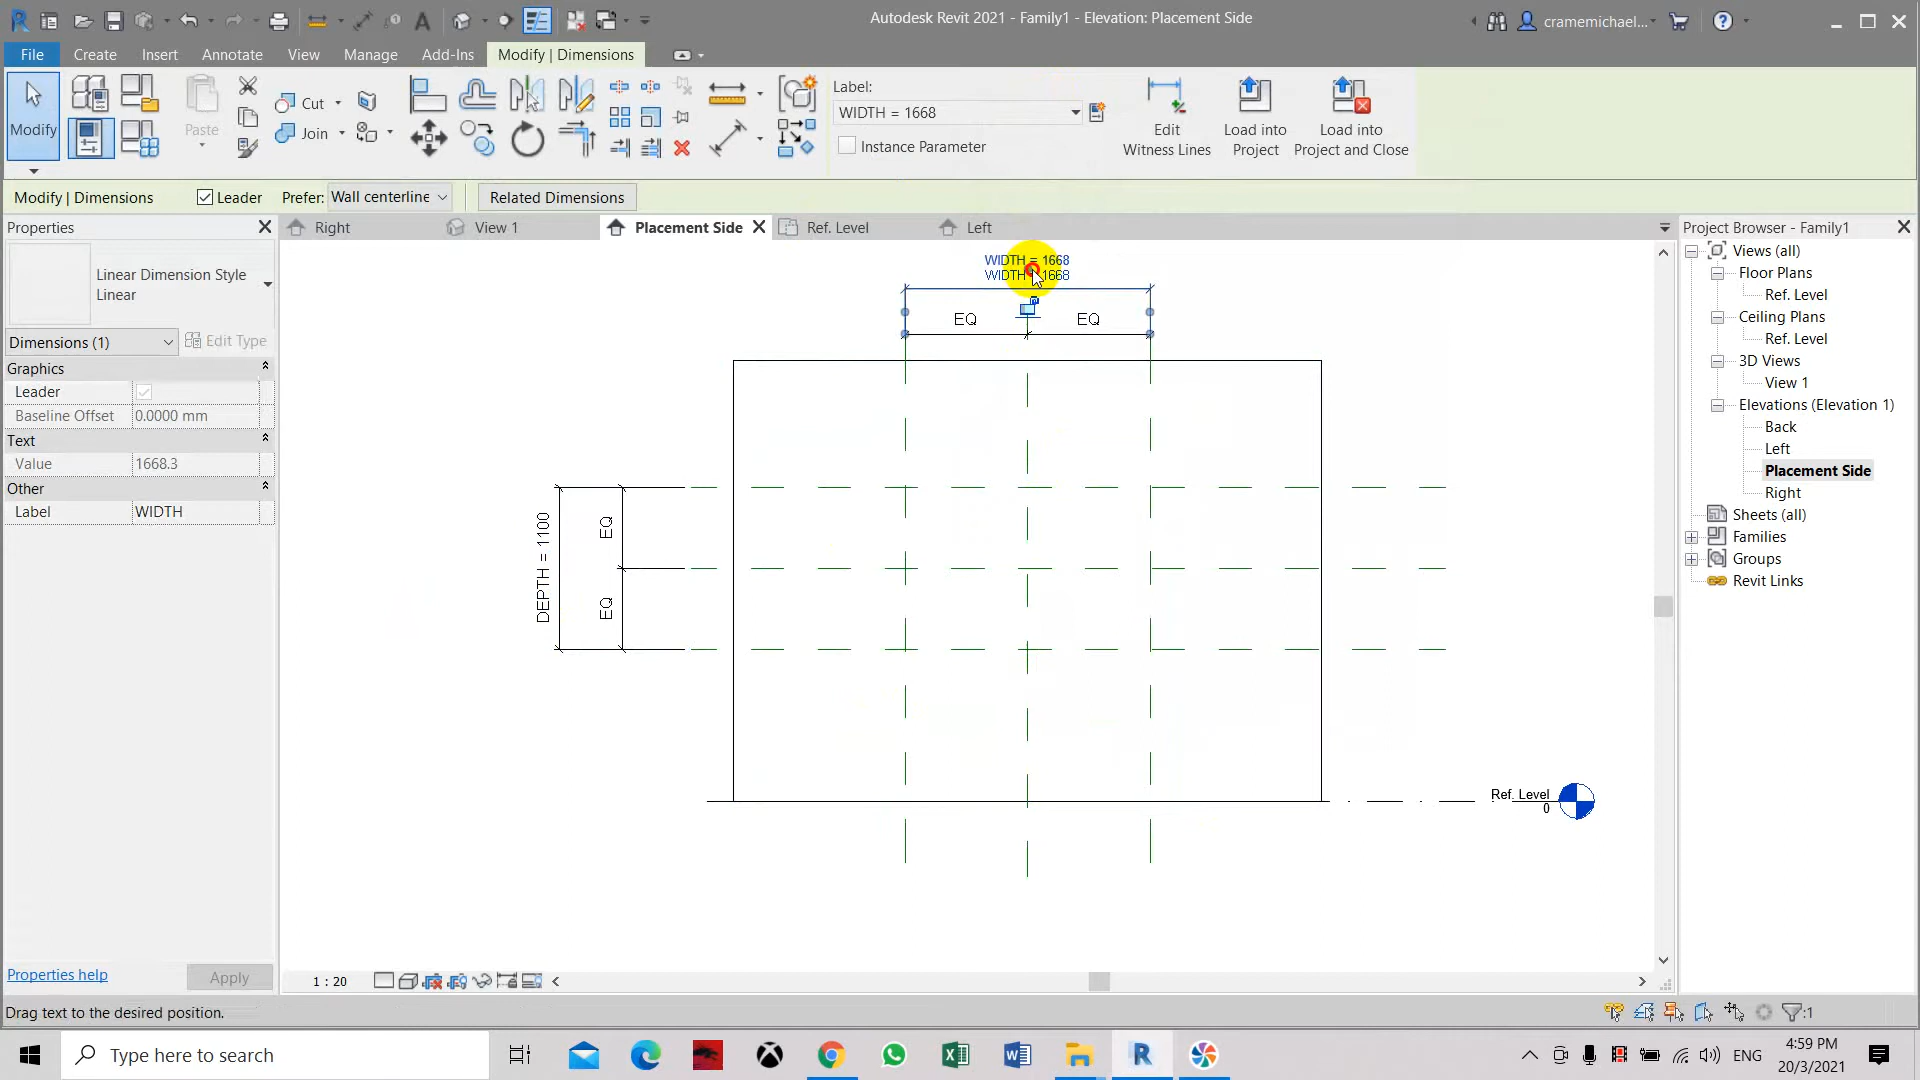 Autodesk Revit 2021 - Family1 - Elevation: Placement Side
cramemichael...
File
Create
Insert
Annotate
View
Manage
Add-Ins
Modify | Dimensions
Modify
Paste
Cut
Join
Label:
WIDTH = 1668
Instance Parameter
Edit
Witness Lines
Load into
Project
Load into
Project and Close
Modify | Dimensions
Leader
Prefer:
Wall centerline
Related Dimensions
Properties
Right
View 1
Placement Side
Ref. Level
Left
Project Browser - Family1
Linear Dimension Style
Linear
Dimensions (1)
Edit Type
Graphics
Leader
Baseline Offset
0.0000 mm
Text
Value
1668.3
Other
Label
WIDTH
Properties help
Apply
WIDTH = 1668
WIDTH = 1668
EQ
EQ
DEPTH = 1100
EQ
EQ
Ref. Level
0
Views (all)
Floor Plans
Ref. Level
Ceiling Plans
Ref. Level
3D Views
View 1
Elevations (Elevation 1)
Back
Left
Placement Side
Right
Sheets (all)
Families
Groups
Revit Links
1 : 20
Drag text to the desired position.
:1
Type here to search
ENG
4:59 PM
20/3/2021